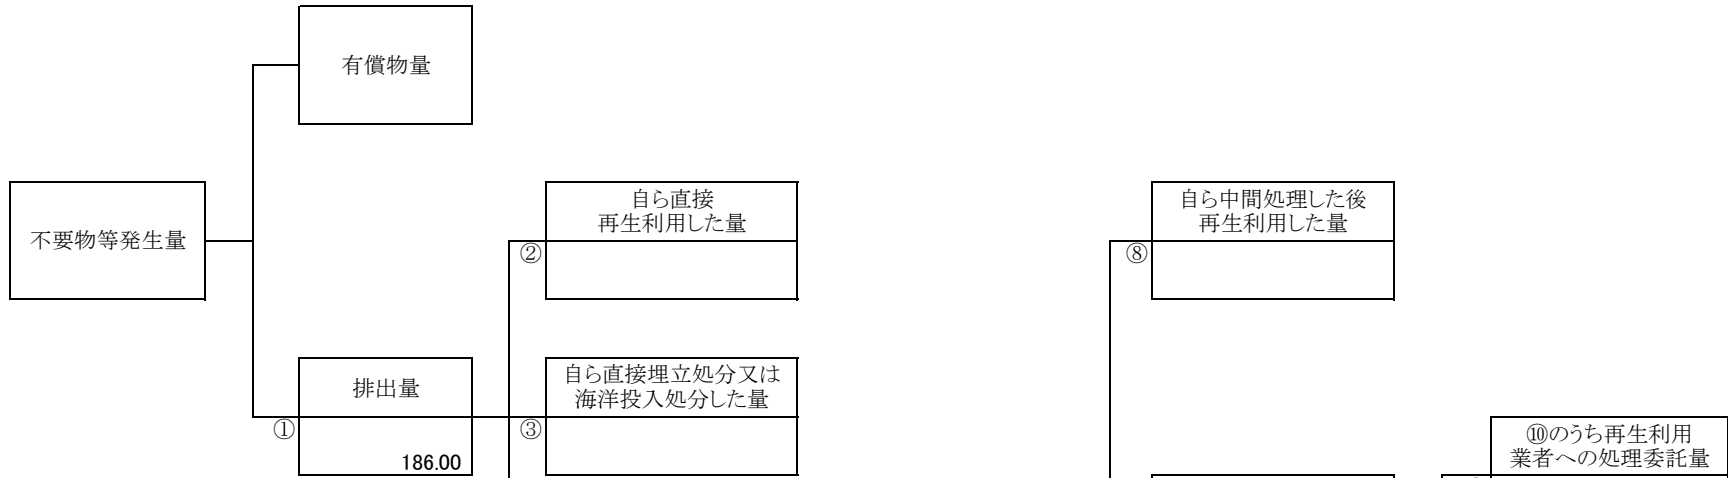 有償物量
不要物等発生量
自ら直接
再生利用した量
②
自ら中間処理した後
再生利用した量
⑧
排出量
①
186.00
自ら直接埋立処分又は
海洋投入処分した量
③
⑩のうち再生利用
業者への処理委託量